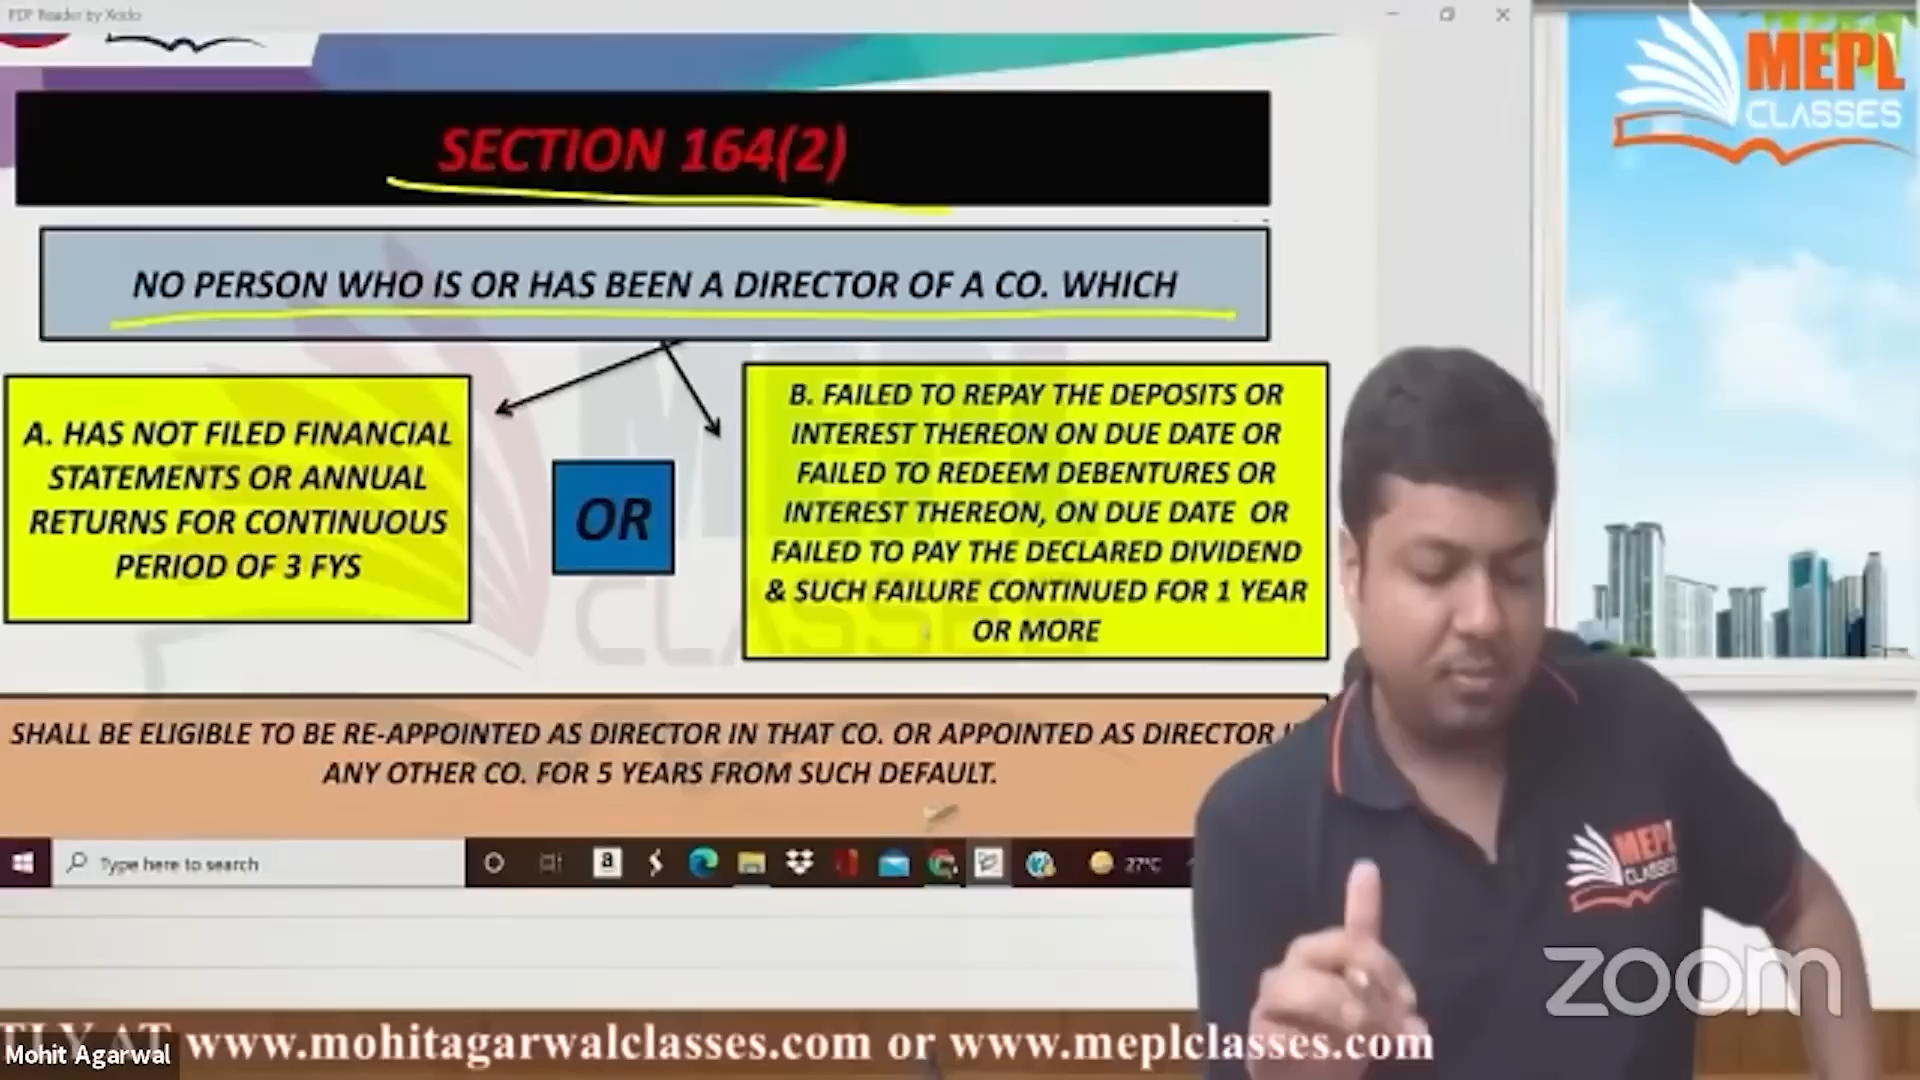 PDF Reader by Xodo
MEPL
CLASSES
SECTION 164(2)
NO PERSON WHO IS OR HAS BEEN A DIRECTOR OF A CO. WHICH
A. HAS NOT FILED FINANCIAL
STATEMENTS OR ANNUAL
RETURNS FOR CONTINUOUS
PERIOD OF 3 FYS
OR
B. FAILED TO REPAY THE DEPOSITS OR
INTEREST THEREON ON DUE DATE OR
FAILED TO REDEEM DEBENTURES OR
INTEREST THEREON, ON DUE DATE OR
FAILED TO PAY THE DECLARED DIVIDEND
& SUCH FAILURE CONTINUED FOR 1 YEAR
OR MORE
MEPL
CLASSES
SHALL BE ELIGIBLE TO BE RE-APPOINTED AS DIRECTOR IN THAT CO. OR APPOINTED AS DIRECTOR
ANY OTHER CO. FOR 5 YEARS FROM SUCH DEFAULT.
Type here to search
a
27°C
MEPL
CLASSES
zoom
AT www.mohitagarwalclasses.com or www.meplclasses.com
Mohit Agarwal